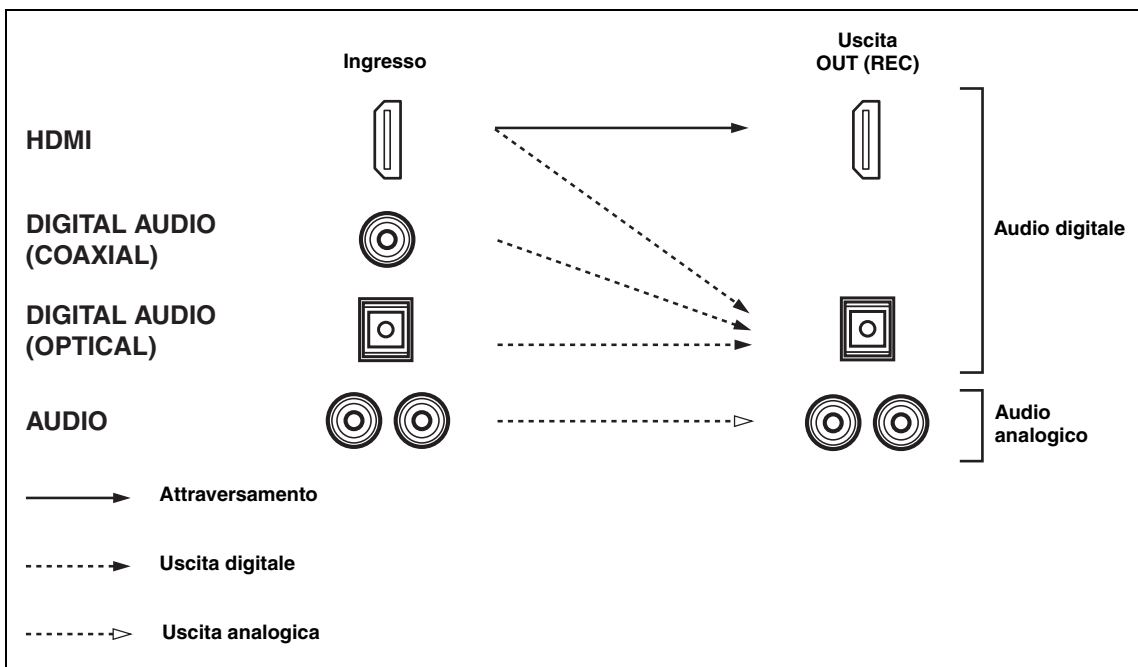 Ingresso
Uscita
OUT (REC)
HDMI
DIGITAL AUDIO
(COAXIAL)
Audio digitale
DIGITAL AUDIO
(OPTICAL)
AUDIO
Audio
analogico
Attraversamento
Uscita digitale
Uscita analogica